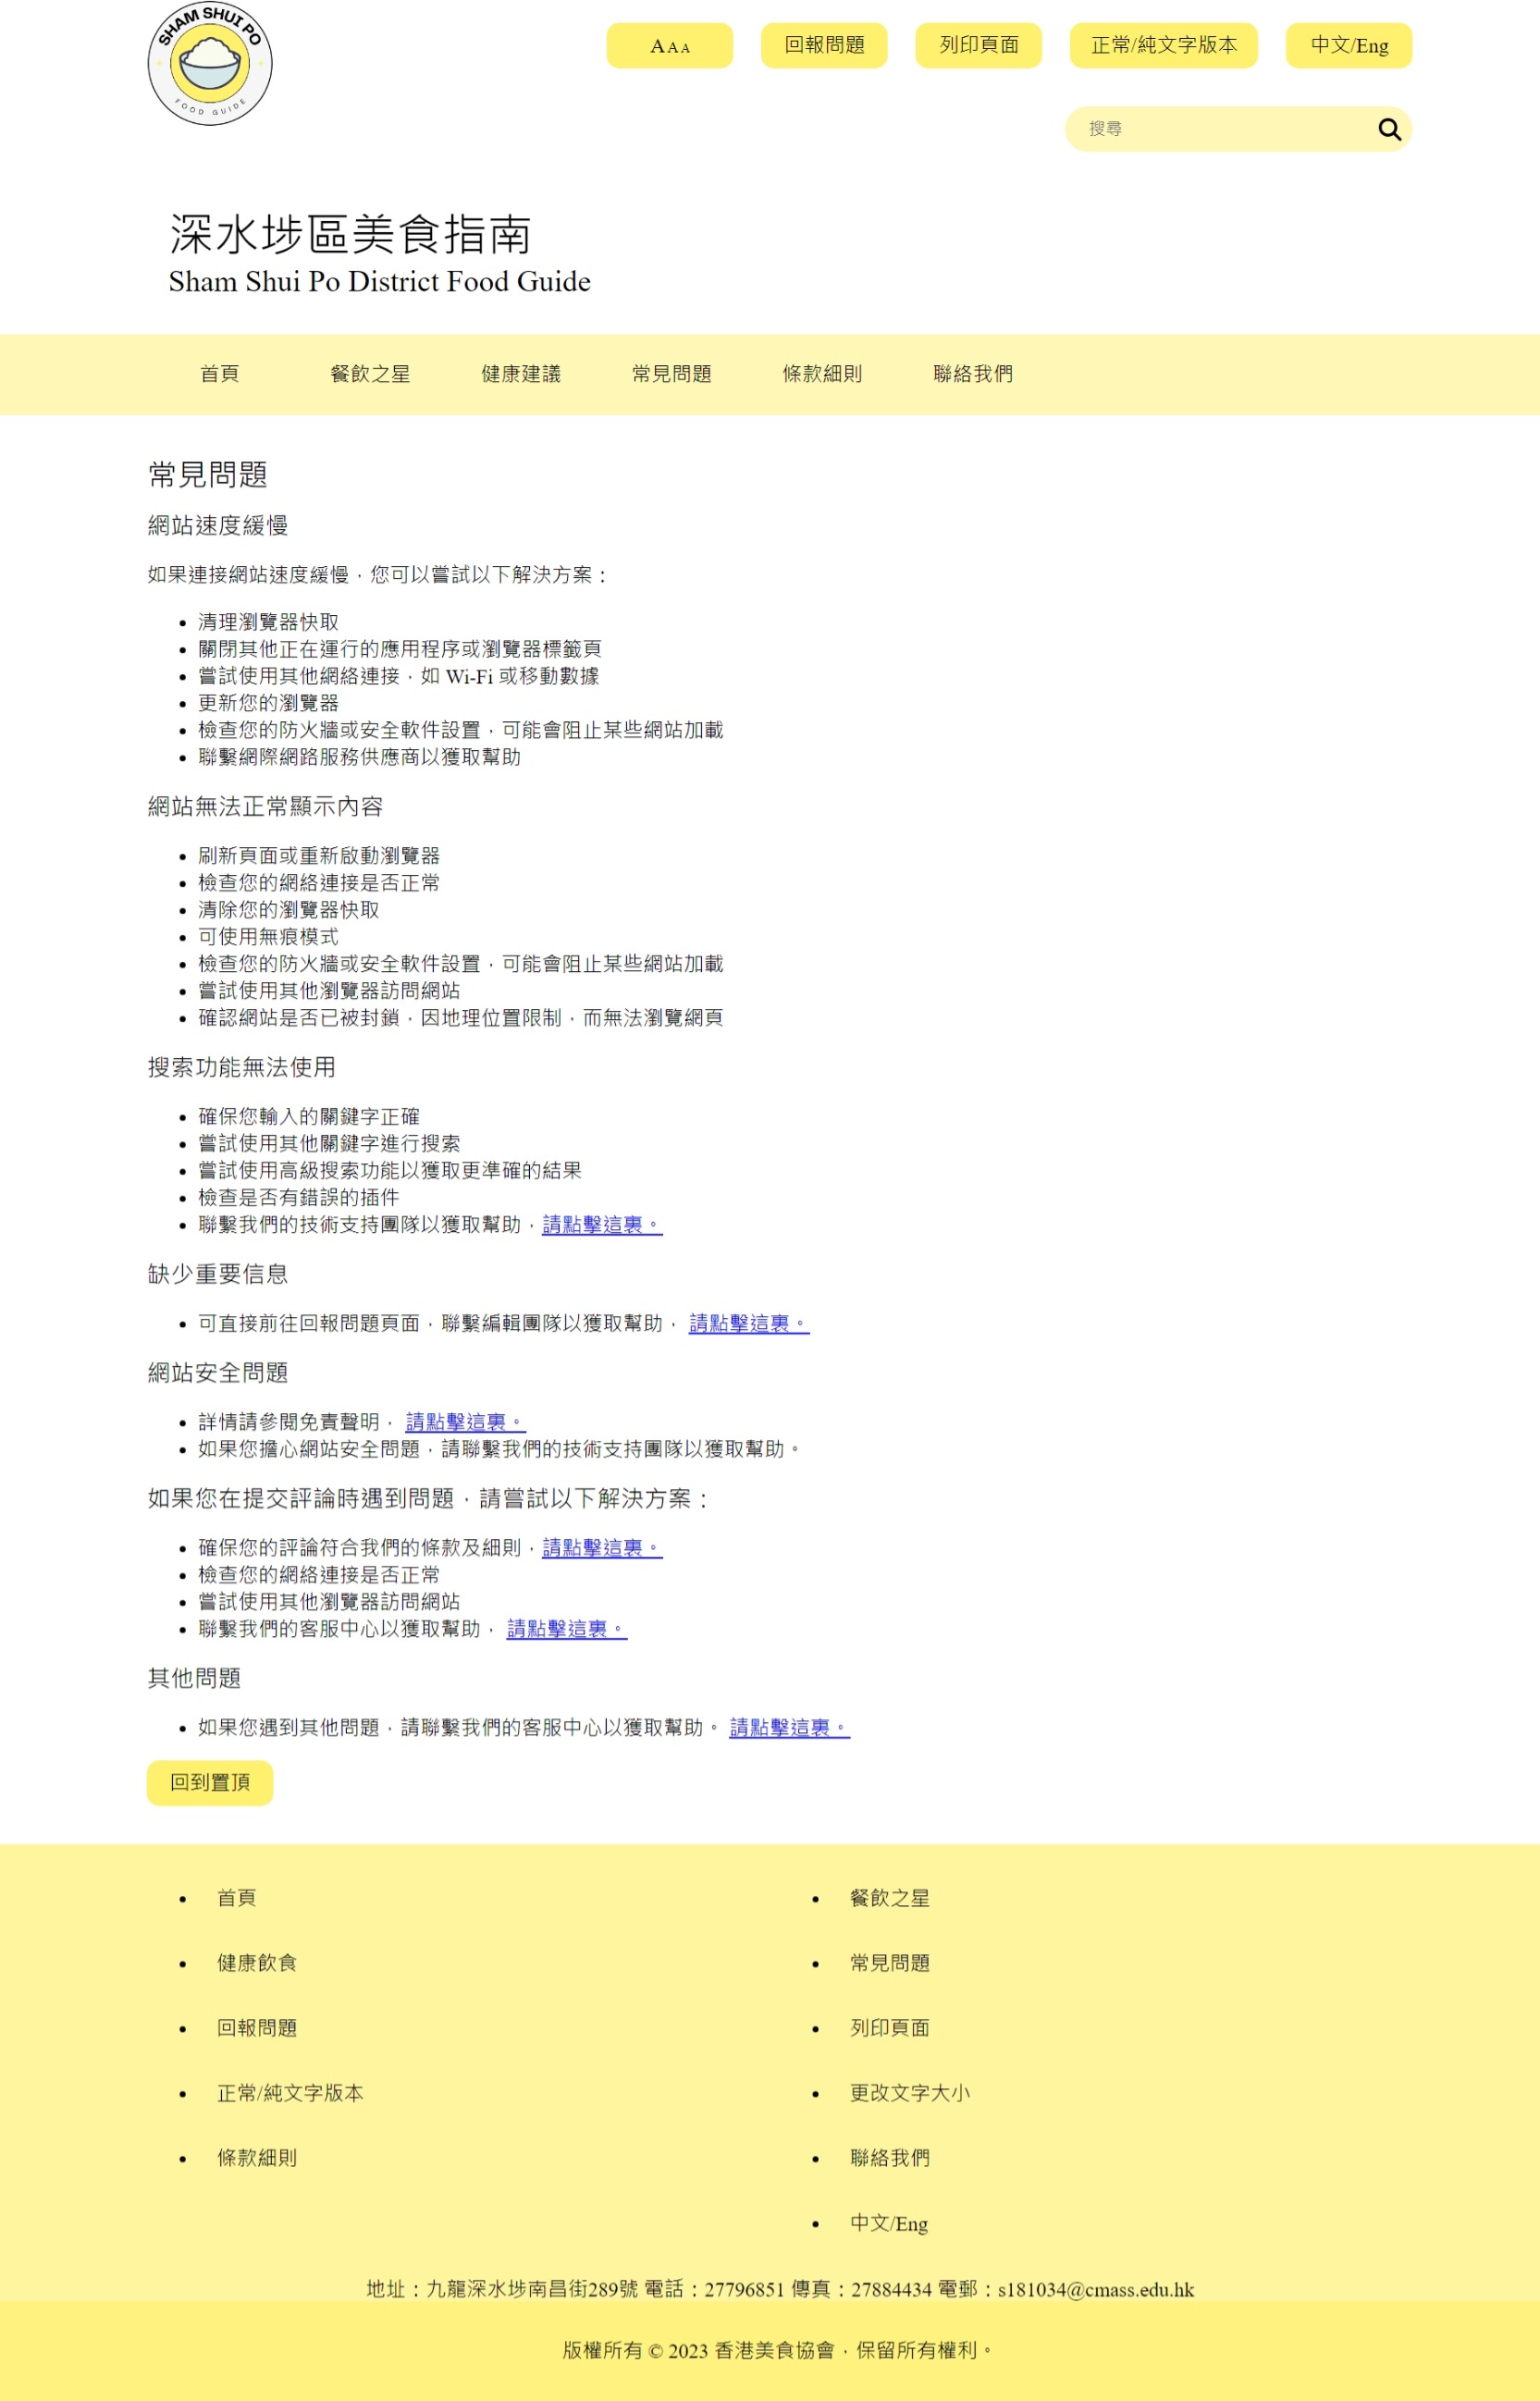 SHAM SHUI PO
FOOD GUIDE
AAA
回報問題
列印頁面
正常/純文字版本
中文/Eng
搜尋
深水埗區美食指南
Sham Shui Po District Food Guide
首頁
餐飲之星
健康建議
常見問題
條款細則
聯絡我們
常見問題
網站速度緩慢
如果連接網站速度緩慢，您可以嘗試以下解決方案：
• 清理瀏覽器快取
• 關閉其他正在運行的應用程序或瀏覽器標籤頁
• 嘗試使用其他網絡連接，如 Wi-Fi 或移動數據
• 更新您的瀏覽器
• 檢查您的防火牆或安全軟件設置，可能會阻止某些網站加載
• 聯繫網際網路服務供應商以獲取幫助
網站無法正常顯示內容
• 刷新頁面或重新啟動瀏覽器
• 檢查您的網絡連接是否正常
• 清除您的瀏覽器快取
• 可使用無痕模式
• 檢查您的防火牆或安全軟件設置，可能會阻止某些網站加載
• 嘗試使用其他瀏覽器訪問網站
• 確認網站是否已被封鎖，因地理位置限制，而無法瀏覽網頁
搜索功能無法使用
• 確保您輸入的關鍵字正確
• 嘗試使用其他關鍵字進行搜索
• 嘗試使用高級搜索功能以獲取更準確的結果
• 檢查是否有錯誤的插件
• 聯繫我們的技術支持團隊以獲取幫助，請點擊這裏。
缺少重要信息
• 可直接前往回報問題頁面，聯繫編輯團隊以獲取幫助， 請點擊這裏。
網站安全問題
• 詳情請參閱免責聲明， 請點擊這裏。
• 如果您擔心網站安全問題，請聯繫我們的技術支持團隊以獲取幫助。
如果您在提交評論時遇到問題，請嘗試以下解決方案：
• 確保您的評論符合我們的條款及細則，請點擊這裏。
• 檢查您的網絡連接是否正常
• 嘗試使用其他瀏覽器訪問網站
• 聯繫我們的客服中心以獲取幫助， 請點擊這裏。
其他問題
• 如果您遇到其他問題，請聯繫我們的客服中心以獲取幫助。 請點擊這裏。
回到置頂
• 首頁
• 餐飲之星
• 健康飲食
• 常見問題
• 回報問題
• 列印頁面
• 正常/純文字版本
• 更改文字大小
• 條款細則
• 聯絡我們
• 中文/Eng
地址：九龍深水埗南昌街289號 電話：27796851 傳真：27884434 電郵：s181034@cmass.edu.hk
版權所有 © 2023 香港美食協會，保留所有權利。